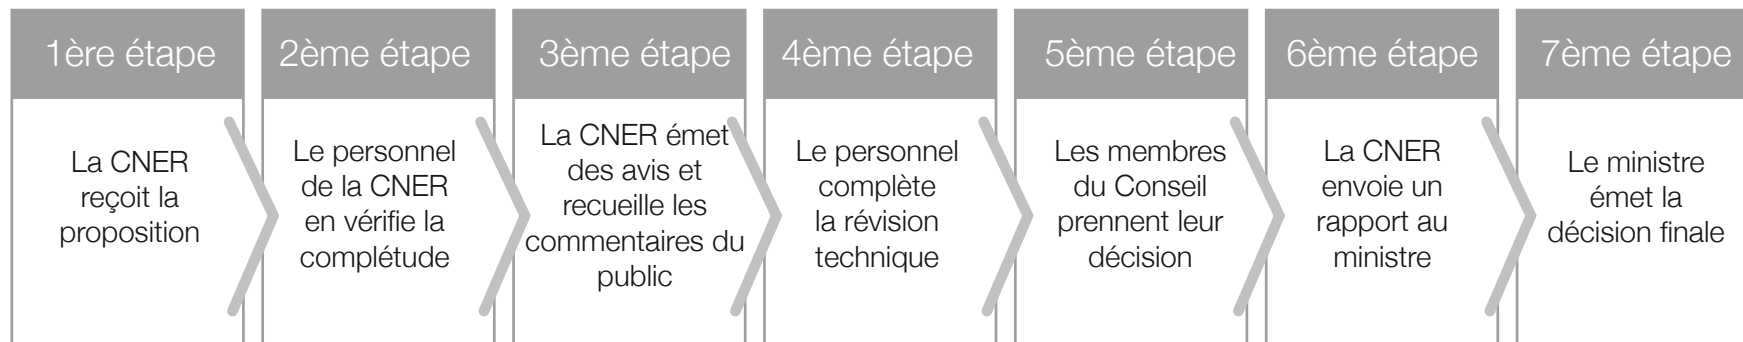 1ère étape
La CNER
reçoit la
proposition
2ème étape
Le personnel
de la CNER
en vérifie la
complétude
3ème étape
La CNER émet
des avis et
recueille les
commentaires du
public
4ème étape
Le personnel
complète
la révision
technique
5ème étape
Les membres
du Conseil
prennent leur
décision
6ème étape
La CNER
envoie un
rapport au
ministre
7ème étape
Le ministre
émet la
décision finale